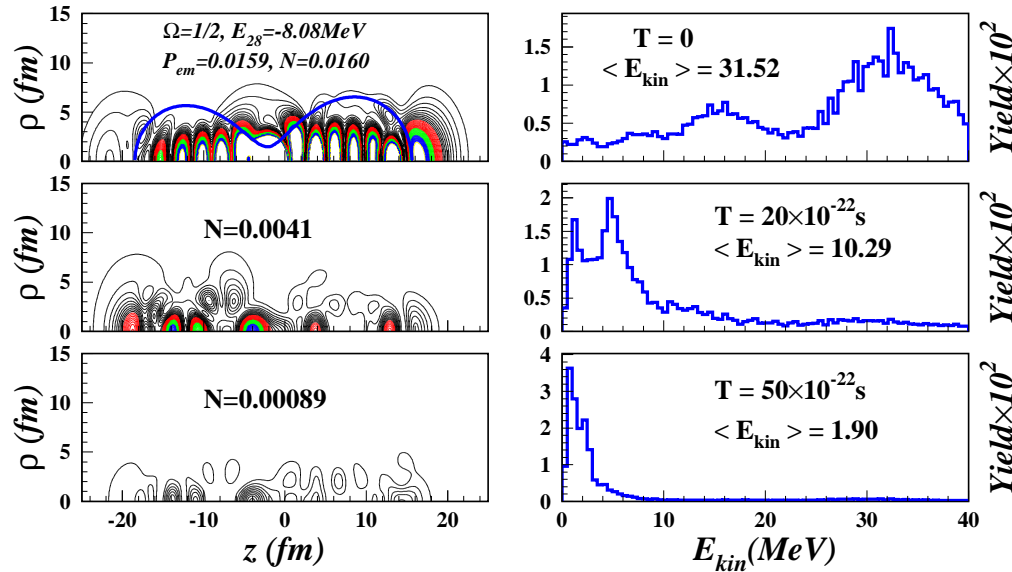 ρ (fm)
15
10
5
0
Ω=1/2, E₂₈=-8.08MeV
Pₑₘ=0.0159, N=0.0160
1.5
1
0.5
0
T = 0
< E_kin > = 31.52
Yield×10²
ρ (fm)
15
10
5
0
N=0.0041
2
1.5
1
0.5
0
T = 20×10⁻²²s
< E_kin > = 10.29
Yield×10²
ρ (fm)
15
10
5
0
N=0.00089
-20 -10 0 10 20
z (fm)
4
3
2
1
0
T = 50×10⁻²²s
< E_kin > = 1.90
Yield×10²
0 10 20 30 40
E_kin(MeV)